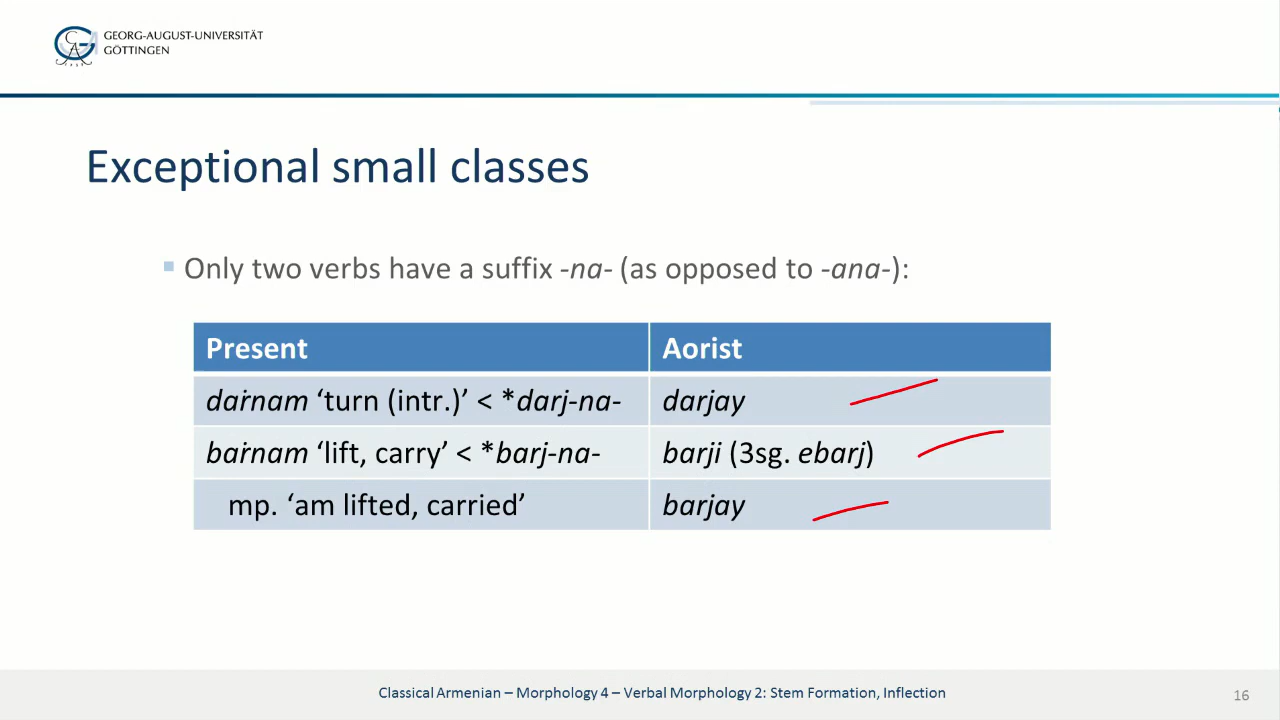 GEORG-AUGUST-UNIVERSITÄT
GÖTTINGEN
Exceptional small classes
Only two verbs have a suffix -na- (as opposed to -ana-):
Present Aorist
daṙnam ‘turn (intr.)’ < *darj-na- darjay
baṙnam ‘lift, carry’ < *barj-na- barji (3sg. ebarj)
mp. ‘am lifted, carried’ barjay
Classical Armenian – Morphology 4 – Verbal Morphology 2: Stem Formation, Inflection
16